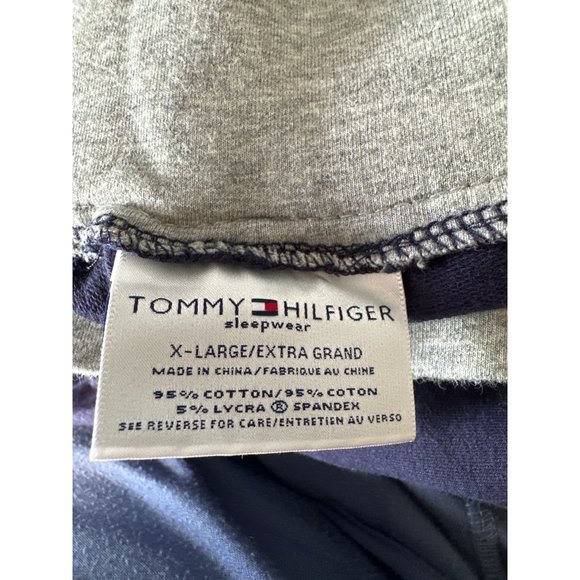 TOMMY HILFIGER
sleepwear
X-LARGE/EXTRA GRAND
MADE IN CHINA/FABRIQUE AU CHINE
95% COTTON/95% COTON
5% LYCRA ® SPANDEX
SEE REVERSE FOR CARE/ENTRETIEN AU VERSO